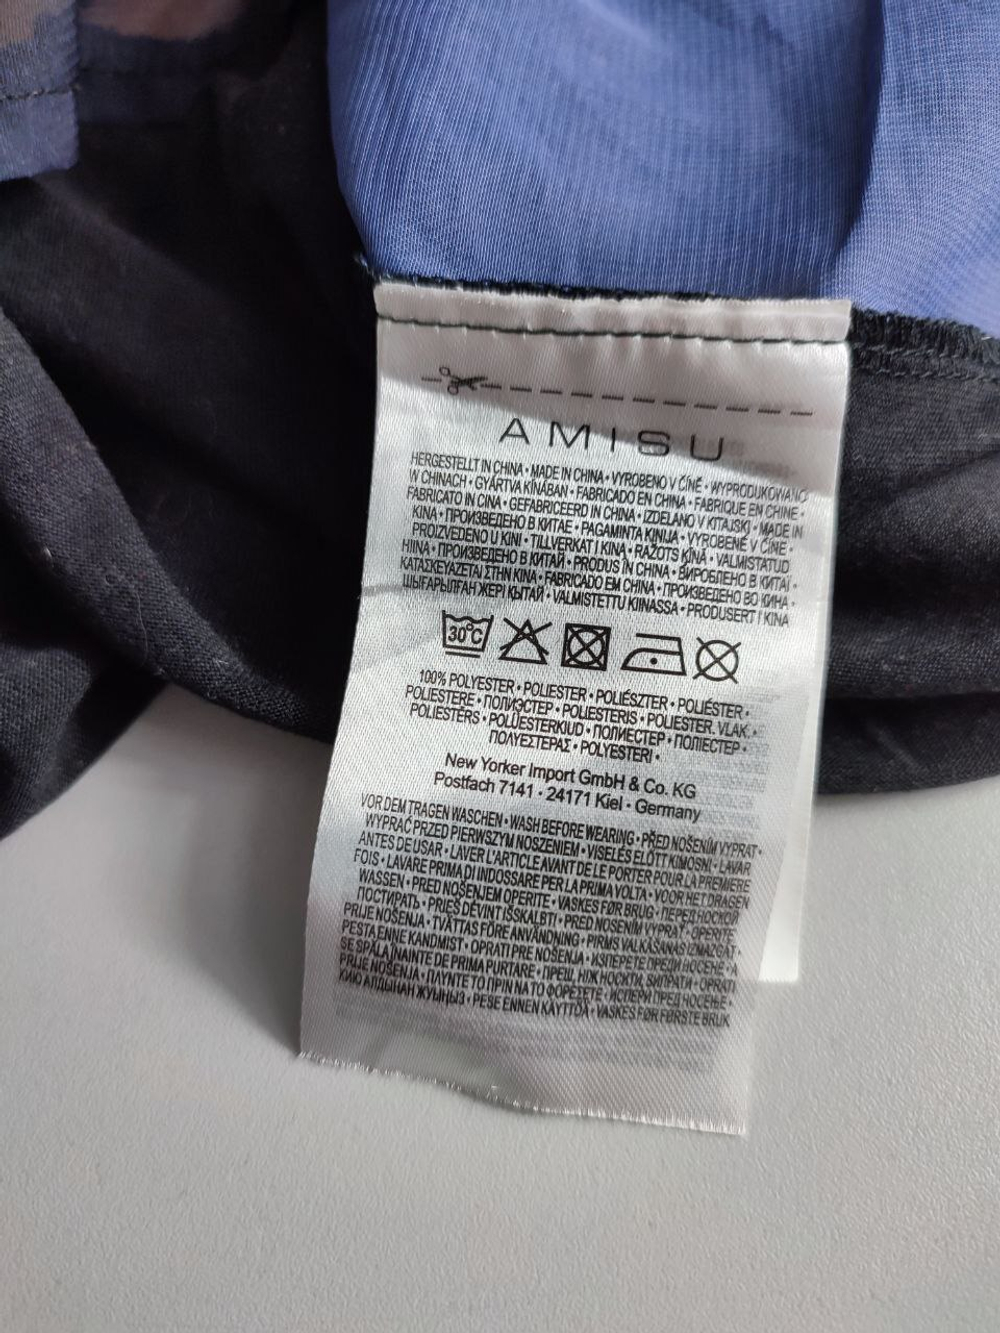 AMISU
HERGESTELLT IN CHINA • MADE IN CHINA • VYROBENO V ČÍNĚ • WYPRODUKOWANO
W CHINACH • GYÁRTVA KÍNÁBAN • FABRICADO EN CHINA • FABRIQUE EN CHINE •
FABRICATO IN CINA • GEFABRICEERD IN CHINA • IZDELANO V KITAJSKI • MADE IN
KINA • ПРОИЗВЕДЕНО В КИТАЕ • PAGAMINTA KINIJA • VYROBENÉ V ČÍNE •
PROIZVEDENO U KINI • TILLVERKAT I KINA • RAŽOTS ĶĪNĀ • VALMISTATUD
HIINA • ПРОИЗВЕДЕНО В КИТАЙ • PRODUS ÎN CHINA • ВИРОБЛЕНО В КИТАЇ •
ΚΑΤΑΣΚΕΥΑΖΕΤΑΙ ΣΤΗΝ ΚΙΝΑ • FABRICADO EM CHINA • ПРОИЗВЕДЕНО ВО КИНА •
ШЫҒАРЫЛҒАН ЖЕРІ ҚЫТАЙ • VALMISTETTU KIINASSA • PRODUSERT I KINA
30°C
100% POLYESTER • POLIESTER • POLIÉSZTER • POLIÉSTER •
POLIESTERE • ПОЛИЭСТЕР • POLIESTERIS • POLIESTER. VLAK. •
POLIESTERS • POLÜESTERKIUD • ПОЛИЕСТЕР • ПОЛІЕСТЕР •
ΠΟΛΥΕΣΤΕΡΑΣ • POLYESTERI •
New Yorker Import GmbH & Co. KG
Postfach 7141 · 24171 Kiel · Germany
VOR DEM TRAGEN WASCHEN • WASH BEFORE WEARING • PŘED NOŠENÍM VYPRAT •
WYPRAĆ PRZED PIERWSZYM NOSZENIEM • VISELÉS ELŐTT KIMOSNI • LAVAR
ANTES DE USAR • LAVER L'ARTICLE AVANT DE LE PORTER POUR LA PREMIERE
FOIS • LAVARE PRIMA DI INDOSSARE PER LA PRIMA VOLTA • VOOR HET DRAGEN
WASSEN • PRED NOŠENJEM OPERITE • VASKES FØR BRUG • ПЕРЕД НОСКОЙ
ПОСТИРАТЬ • PRIEŠ DĖVINT IŠSKALBTI • PRED NOSENÍM VYPRAŤ • OPERITE
PRIJE NOŠENJA • TVÄTTAS FÖRE ANVÄNDNING • PIRMS VALKĀŠANAS IZMAZGĀT •
PESTA ENNE KANDMIST • OPRATI PRE NOŠENJA • ИЗПЕРЕТЕ ПРЕДИ НОСЕНЕ • A
SE SPĂLA ÎNAINTE DE PRIMA PURTARE • ПРЕШ, НІЖ НОСИТИ, ВИПРАТИ • OPRATI
PRIJE NOŠENJA • ΠΛΥΝΤΕ ΤΟ ΠΡΙΝ ΝΑ ΤΟ ΦΟΡΕΣΕΤΕ • ИСПЕРИ ПРЕД НОСЕЊЕ •
КИЮ АЛДЫНАН ЖУЫҢЫЗ • PESE ENNEN KÄYTTÖÄ • VASKES FØR FØRSTE BRUK